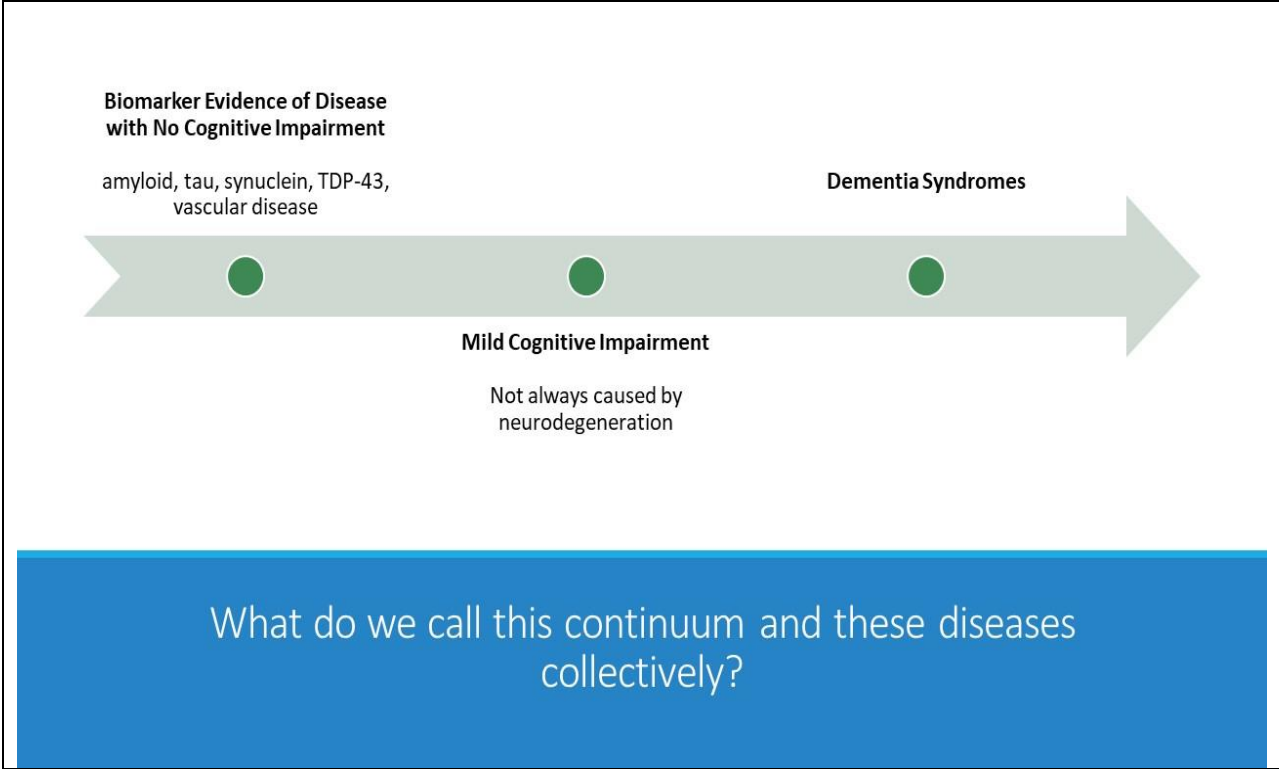 Biomarker Evidence of Disease
with No Cognitive Impairment
amyloid, tau, synuclein, TDP-43,
vascular disease
Dementia Syndromes
Mild Cognitive Impairment
Not always caused by
neurodegeneration
What do we call this continuum and these diseases
collectively?